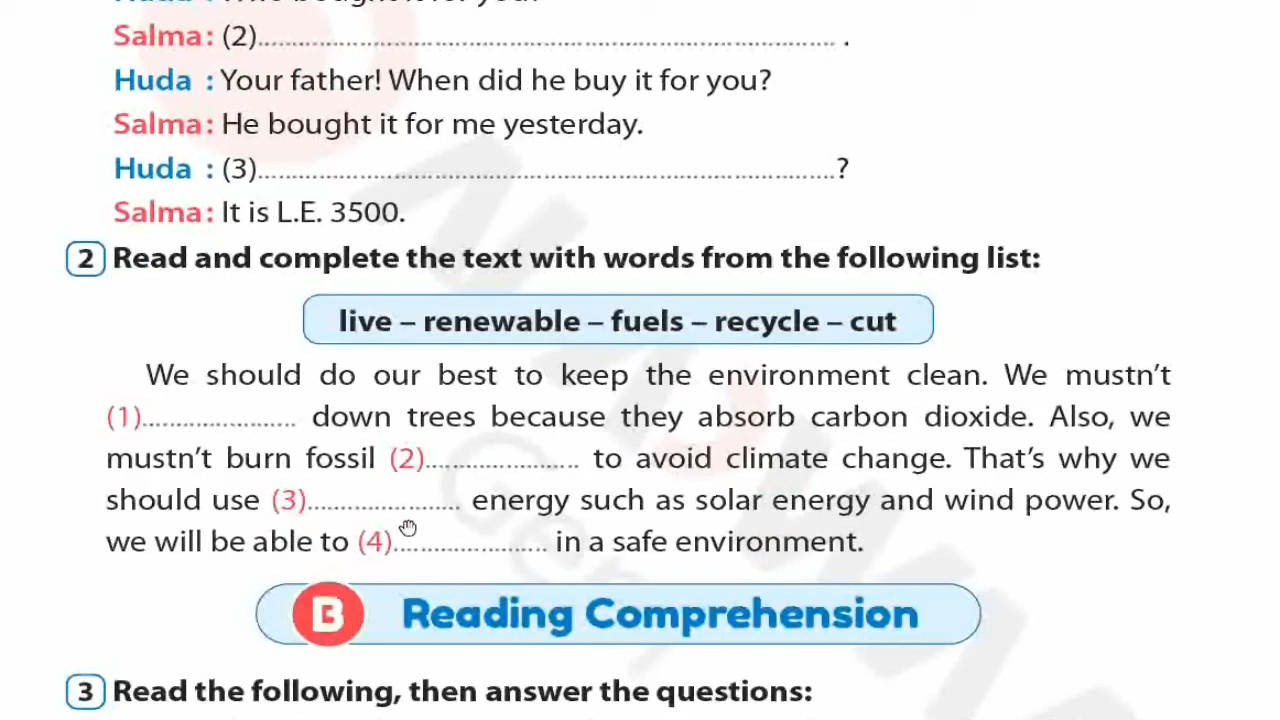 Salma: (2)...................................................................................... .
Huda : Your father! When did he buy it for you?
Salma: He bought it for me yesterday.
Huda : (3)......................................................................................?
Salma: It is L.E. 3500.
2 Read and complete the text with words from the following list:
live – renewable – fuels – recycle – cut
We should do our best to keep the environment clean. We mustn't
(1)....................... down trees because they absorb carbon dioxide. Also, we
mustn't burn fossil (2)....................... to avoid climate change. That's why we
should use (3)....................... energy such as solar energy and wind power. So,
we will be able to (4)....................... in a safe environment.
B Reading Comprehension
3 Read the following, then answer the questions: